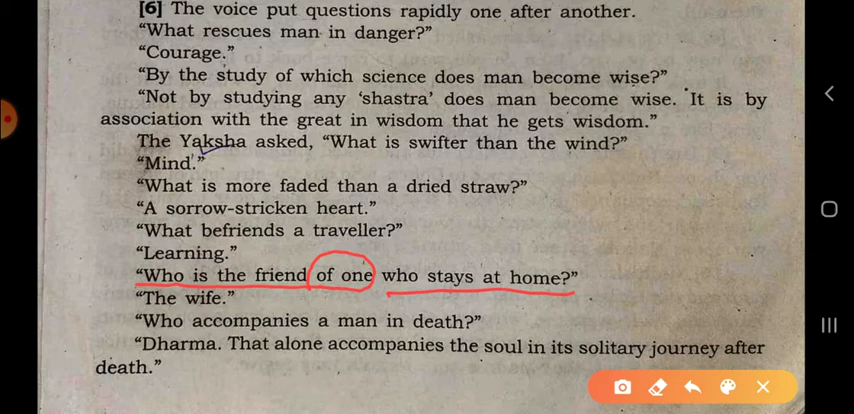 [6] The voice put questions rapidly one after another.
“What rescues man in danger?”
“Courage.”
“By the study of which science does man become wise?”
“Not by studying any ‘shastra’ does man become wise. It is by
association with the great in wisdom that he gets wisdom.”
The Yaksha asked, “What is swifter than the wind?”
“Mind.”
“What is more faded than a dried straw?”
“A sorrow-stricken heart.”
“What befriends a traveller?”
“Learning.”
“Who is the friend of one who stays at home?”
“The wife.”
“Who accompanies a man in death?”
“Dharma. That alone accompanies the soul in its solitary journey after
death.”